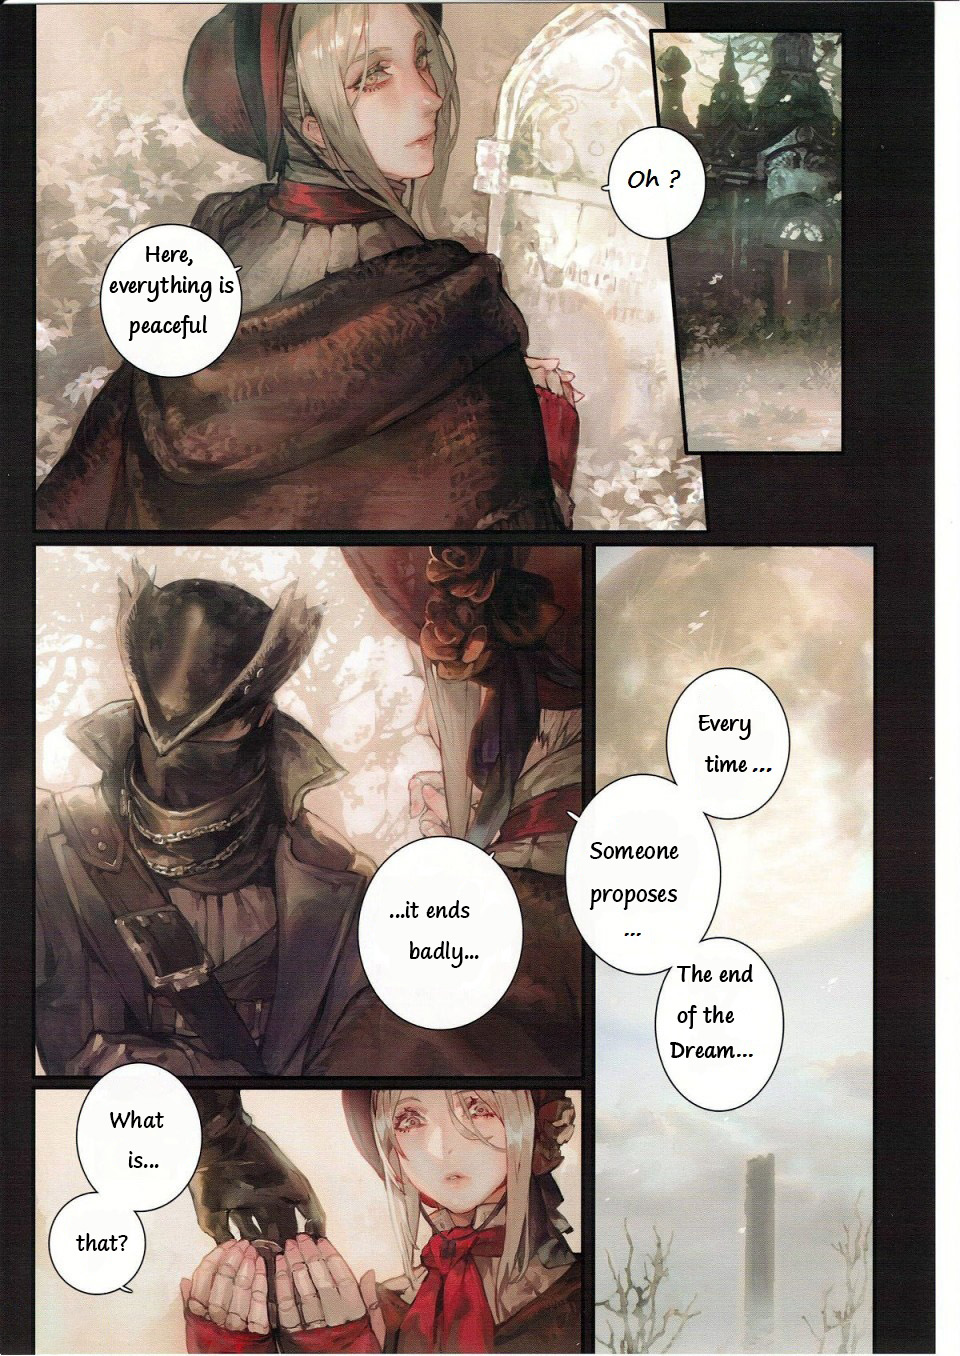 Oh ?
Here,
everything is
peaceful
Every
time ...
Someone
proposes
...
The end
of the
Dream...
...it ends
badly...
What
is...
that?